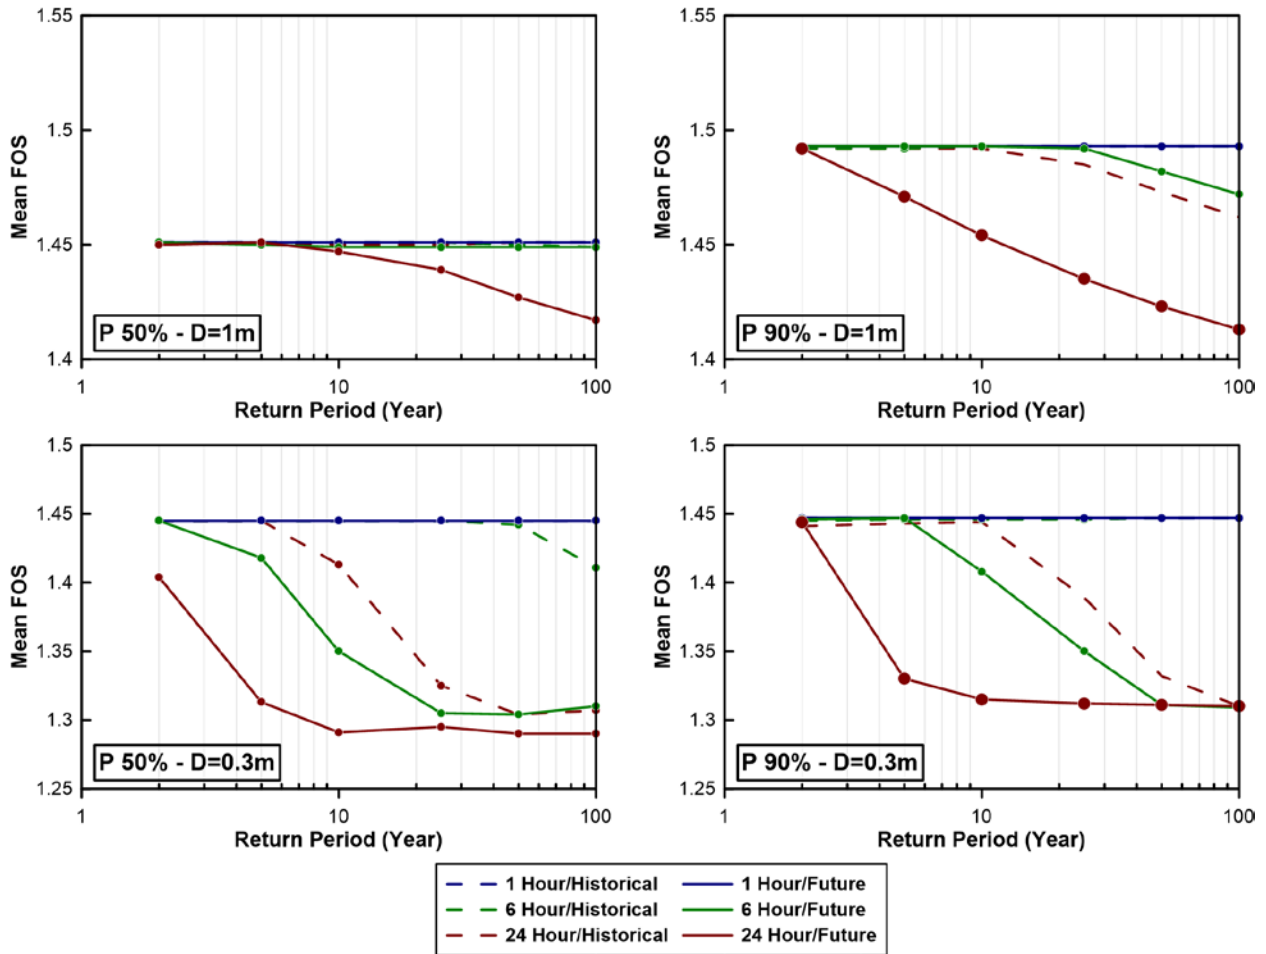 1.55
1.5
1.45
1.4
Mean FOS
P 50% - D=1m
1
10
100
Return Period (Year)
1.55
1.5
1.45
1.4
Mean FOS
P 90% - D=1m
1
10
100
Return Period (Year)
1.5
1.45
1.4
1.35
1.3
1.25
Mean FOS
P 50% - D=0.3m
1
10
100
Return Period (Year)
1.5
1.45
1.4
1.35
1.3
1.25
Mean FOS
P 90% - D=0.3m
1
10
100
Return Period (Year)
1 Hour/Historical
1 Hour/Future
6 Hour/Historical
6 Hour/Future
24 Hour/Historical
24 Hour/Future